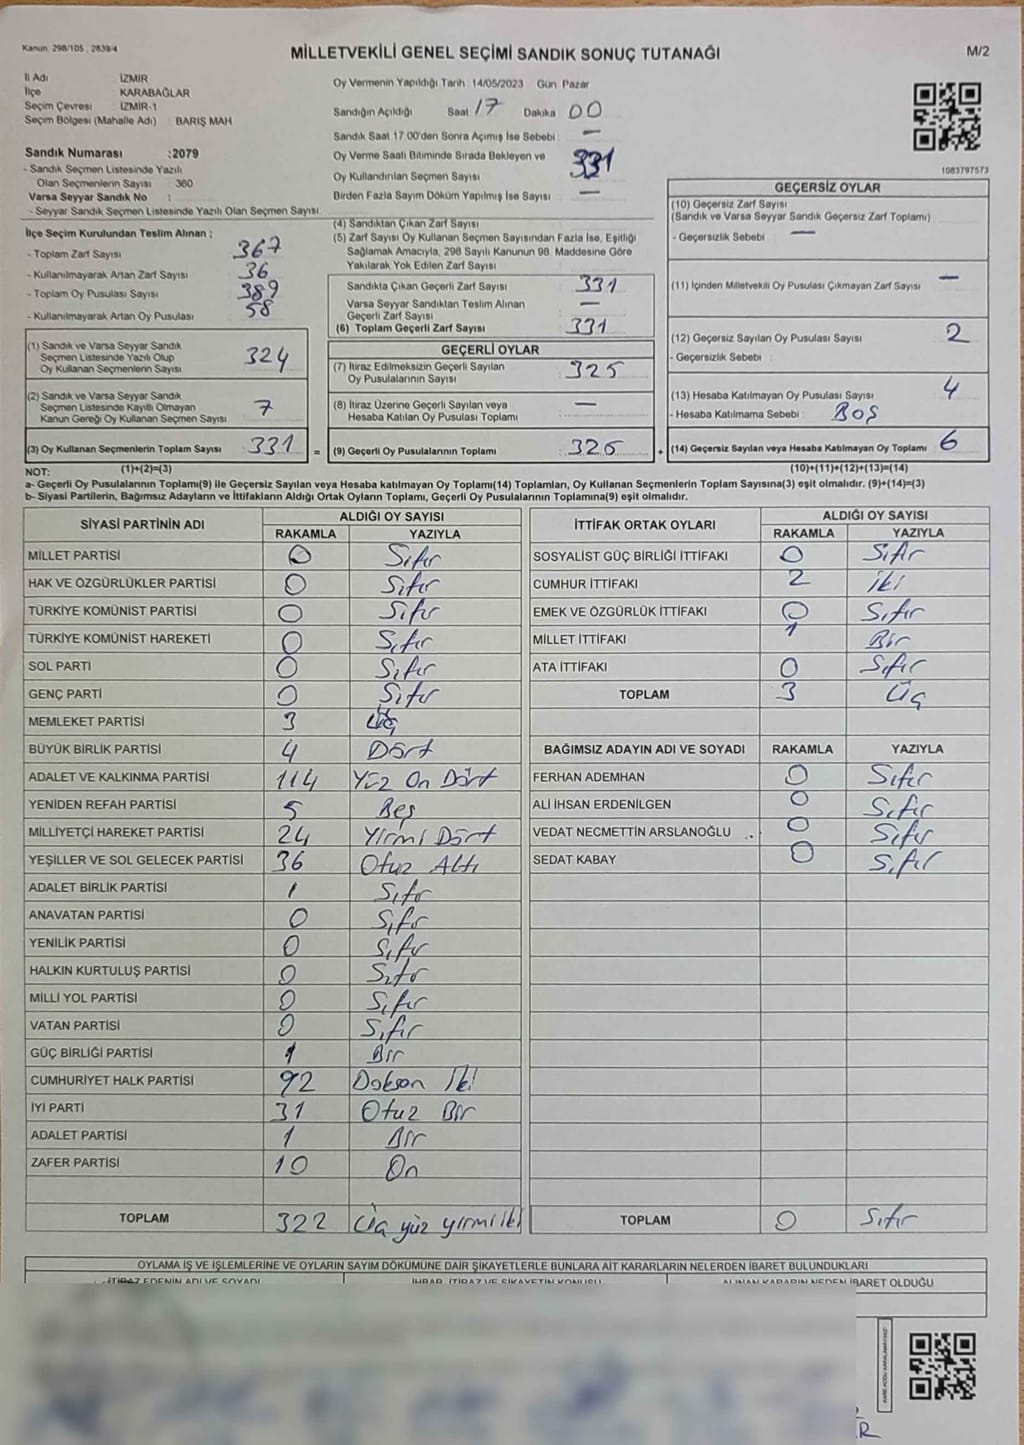 Kanun: 298/105, 2839/4
MİLLETVEKİLİ GENEL SEÇİMİ SANDIK SONUÇ TUTANAĞI
M/2
İl Adı : İZMİR
İlçe : KARABAĞLAR
Seçim Çevresi : İZMİR-1
Seçim Bölgesi (Mahalle Adı) : BARIŞ MAH
Sandık Numarası :2079
- Sandık Seçmen Listesinde Yazılı
Olan Seçmenlerin Sayısı : 360
Varsa Seyyar Sandık No :
- Seyyar Sandık Seçmen Listesinde Yazılı Olan Seçmen Sayısı :
Oy Vermenin Yapıldığı Tarih 14/05/2023 Gün Pazar
Sandığın Açıldığı Saat 17 Dakika 00
Sandık Saat 17.00'den Sonra Açımış İse Sebebi : —
Oy Verme Saati Bitiminde Sırada Bekleyen ve
Oy Kullandırılan Seçmen Sayısı : 331
Birden Fazla Sayım Döküm Yapılmış İse Sayısı : —
1083797573
İlçe Seçim Kurulundan Teslim Alınan ;
- Toplam Zarf Sayısı : 367
- Kullanılmayarak Artan Zarf Sayısı : 36
- Toplam Oy Pusulası Sayısı : 389
- Kullanılmayarak Artan Oy Pusulası : 58
(4) Sandıktan Çıkan Zarf Sayısı
(5) Zarf Sayısı Oy Kullanan Seçmen Sayısından Fazla İse, Eşitliği
Sağlamak Amacıyla, 298 Sayılı Kanunun 98. Maddesine Göre
Yakılarak Yok Edilen Zarf Sayısı
Sandıkta Çıkan Geçerli Zarf Sayısı : 331
Varsa Seyyar Sandıktan Teslim Alınan
Geçerli Zarf Sayısı : —
(6) Toplam Geçerli Zarf Sayısı : 331
GEÇERSİZ OYLAR
(10) Geçersiz Zarf Sayısı
(Sandık ve Varsa Seyyar Sandık Geçersiz Zarf Toplamı)
- Geçersizlik Sebebi : —
(11) İçinden Milletvekili Oy Pusulası Çıkmayan Zarf Sayısı : —
(12) Geçersiz Sayılan Oy Pusulası Sayısı : 2
- Geçersizlik Sebebi :
(13) Hesaba Katılmayan Oy Pusulası Sayısı : 4
- Hesaba Katılmama Sebebi : BOŞ
(14) Geçersiz Sayılan veya Hesaba Katılmayan Oy Toplamı : 6
(1) Sandık ve Varsa Seyyar Sandık
Seçmen Listesinde Yazılı Olup
Oy Kullanan Seçmenlerin Sayısı : 324
(2) Sandık ve Varsa Seyyar Sandık
Seçmen Listesinde Kayıtlı Olmayan
Kanun Gereği Oy Kullanan Seçmen Sayısı : 7
(3) Oy Kullanan Seçmenlerin Toplam Sayısı : 331 =
GEÇERLİ OYLAR
(7) İtiraz Edilmeksizin Geçerli Sayılan
Oy Pusulalarının Sayısı : 325
(8) İtiraz Üzerine Geçerli Sayılan veya
Hesaba Katılan Oy Pusulası Toplamı : —
(9) Geçerli Oy Pusulalarının Toplamı : 325 +
NOT: (1)+(2)=(3) (10)+(11)+(12)+(13)=(14)
a- Geçerli Oy Pusulalarının Toplamı(9) ile Geçersiz Sayılan veya Hesaba katılmayan Oy Toplamı(14) Toplamları, Oy Kullanan Seçmenlerin Toplam Sayısına(3) eşit olmalıdır. (9)+(14)=(3)
b- Siyasi Partilerin, Bağımsız Adayların ve İttifakların Aldığı Ortak Oyların Toplamı, Geçerli Oy Pusulalarının Toplamına(9) eşit olmalıdır.
SİYASİ PARTİNİN ADI ALDIĞI OY SAYISI
RAKAMLA YAZIYLA
MİLLET PARTİSİ 0 Sıfır
HAK VE ÖZGÜRLÜKLER PARTİSİ 0 Sıfır
TÜRKİYE KOMÜNİST PARTİSİ 0 Sıfır
TÜRKİYE KOMÜNİST HAREKETİ 0 Sıfır
SOL PARTİ 0 Sıfır
GENÇ PARTİ 0 Sıfır
MEMLEKET PARTİSİ 3 Üç
BÜYÜK BİRLİK PARTİSİ 4 Dört
ADALET VE KALKINMA PARTİSİ 114 Yüz On Dört
YENİDEN REFAH PARTİSİ 5 Beş
MİLLİYETÇİ HAREKET PARTİSİ 24 Yirmi Dört
YEŞİLLER VE SOL GELECEK PARTİSİ 36 Otuz Altı
ADALET BİRLİK PARTİSİ 1 Sıfır
ANAVATAN PARTİSİ 0 Sıfır
YENİLİK PARTİSİ 0 Sıfır
HALKIN KURTULUŞ PARTİSİ 0 Sıfır
MİLLİ YOL PARTİSİ 0 Sıfır
VATAN PARTİSİ 0 Sıfır
GÜÇ BİRLİĞİ PARTİSİ 1 Bir
CUMHURİYET HALK PARTİSİ 92 Doksan İki
İYİ PARTİ 31 Otuz Bir
ADALET PARTİSİ 1 Bir
ZAFER PARTİSİ 10 On
TOPLAM 322 Üç yüz yirmi iki
İTTİFAK ORTAK OYLARI ALDIĞI OY SAYISI
RAKAMLA YAZIYLA
SOSYALİST GÜÇ BİRLİĞİ İTTİFAKI 0 Sıfır
CUMHUR İTTİFAKI 2 İki
EMEK VE ÖZGÜRLÜK İTTİFAKI 0 Sıfır
MİLLET İTTİFAKI 1 Bir
ATA İTTİFAKI 0 Sıfır
TOPLAM 3 Üç
BAĞIMSIZ ADAYIN ADI VE SOYADI RAKAMLA YAZIYLA
FERHAN ADEMHAN 0 Sıfır
ALİ İHSAN ERDENİLGEN 0 Sıfır
VEDAT NECMETTİN ARSLANOĞLU 0 Sıfır
SEDAT KABAY 0 Sıfır
TOPLAM 0 Sıfır
OYLAMA İŞ VE İŞLEMLERİNE VE OYLARIN SAYIM DÖKÜMÜNE DAİR ŞİKAYETLERLE BUNLARA AİT KARARLARIN NELERDEN İBARET BULUNDUKLARI
İTİRAZ EDENİN ADI VE SOYADI İHBAR, İTİRAZ VE ŞİKAYETİN KONUSU ALINAN KARARIN NEDEN İBARET OLDUĞU